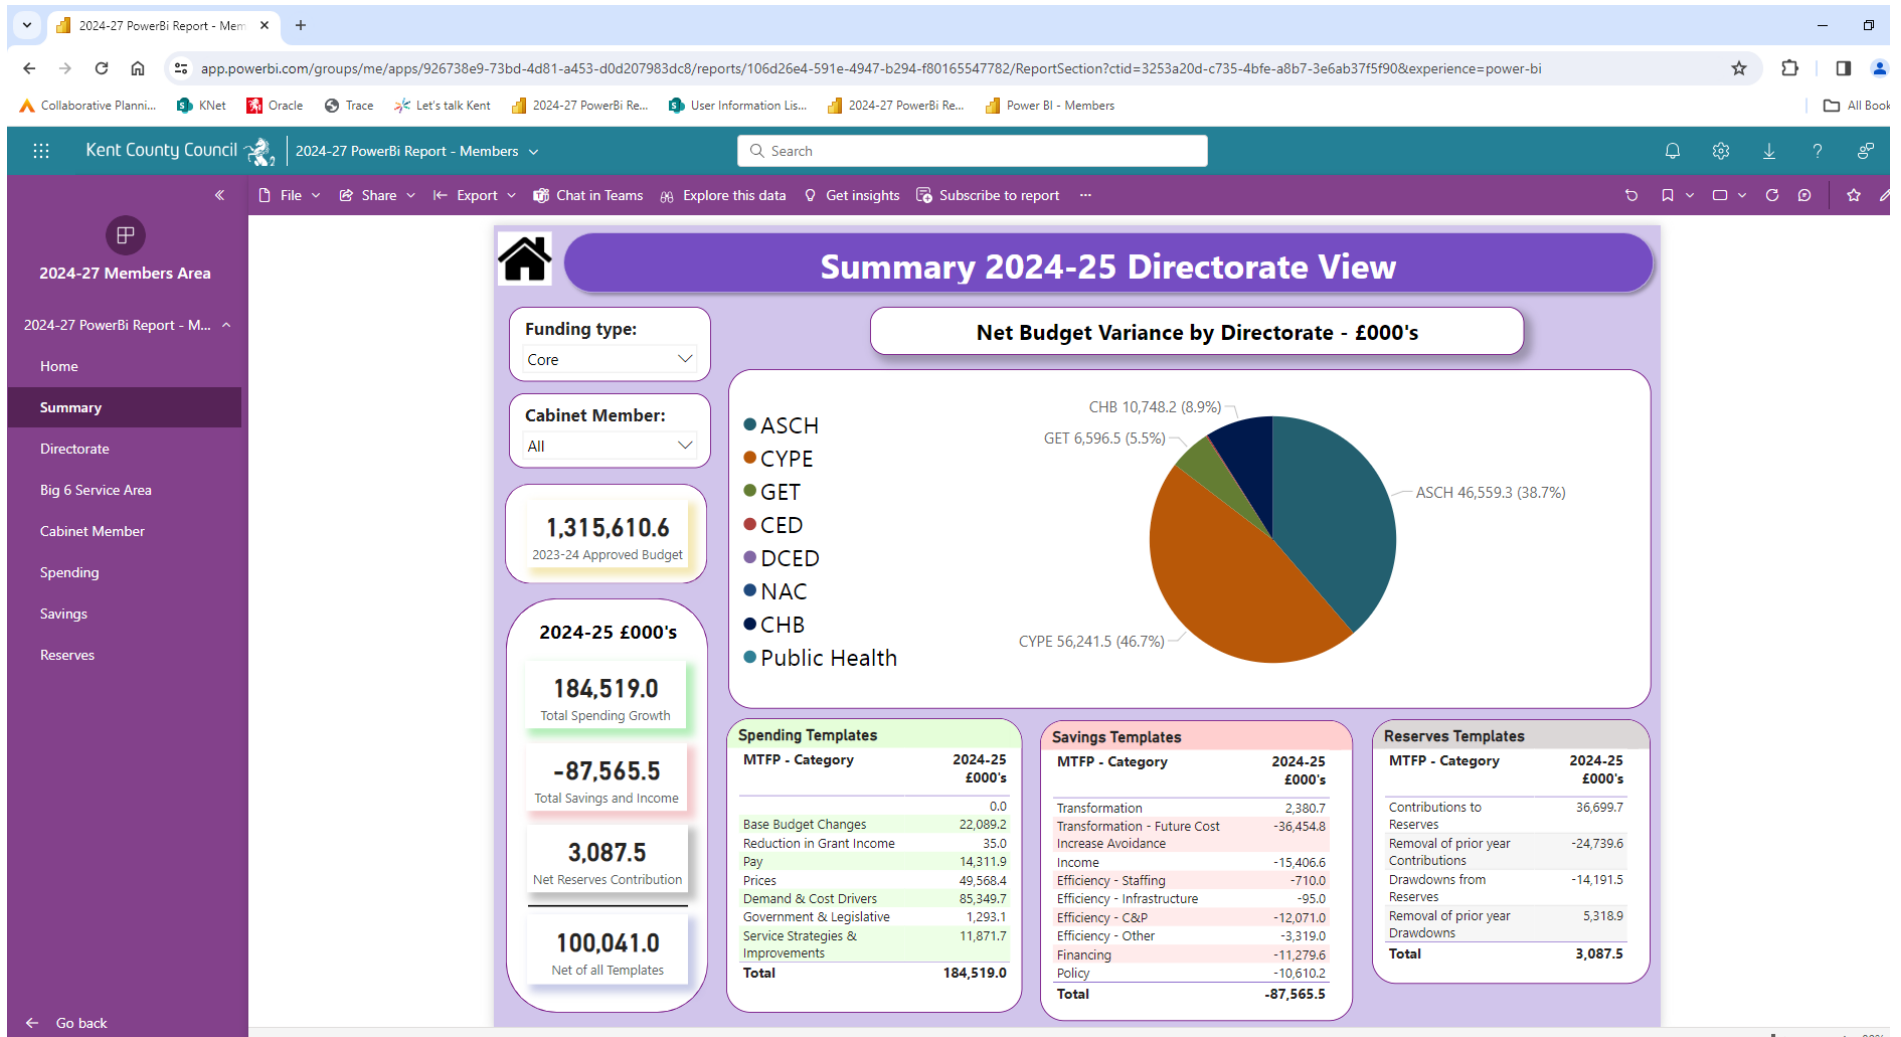 2024-27 PowerBi Report - Mem
app.powerbi.com/groups/me/apps/926738e9-73bd-4d81-a453-d0d207983dc8/reports/106d26e4-591e-4947-b294-f80165547782/ReportSection?ctid=3253a20d-c735-4bfe-a8b7-3e6ab37f5f90&experience=power-bi
Collaborative Planni... KNet Oracle Trace Let's talk Kent 2024-27 PowerBi Re... User Information Lis... 2024-27 PowerBi Re... Power BI - Members All Book
Kent County Council 2024-27 PowerBi Report - Members Search
File Share Export Chat in Teams Explore this data Get insights Subscribe to report ...
2024-27 Members Area
2024-27 PowerBi Report - M...
Home
Summary
Directorate
Big 6 Service Area
Cabinet Member
Spending
Savings
Reserves
Go back
Summary 2024-25 Directorate View
Funding type:
Core
Cabinet Member:
All
1,315,610.6
2023-24 Approved Budget
2024-25 £000's
184,519.0
Total Spending Growth
-87,565.5
Total Savings and Income
3,087.5
Net Reserves Contribution
100,041.0
Net of all Templates
Net Budget Variance by Directorate - £000's
ASCH
CYPE
GET
CED
DCED
NAC
CHB
Public Health
CHB 10,748.2 (8.9%)
GET 6,596.5 (5.5%)
ASCH 46,559.3 (38.7%)
CYPE 56,241.5 (46.7%)
Spending Templates
MTFP - Category 2024-25
£000's
0.0
Base Budget Changes 22,089.2
Reduction in Grant Income 35.0
Pay 14,311.9
Prices 49,568.4
Demand & Cost Drivers 85,349.7
Government & Legislative 1,293.1
Service Strategies & 11,871.7
Improvements
Total 184,519.0
Savings Templates
MTFP - Category 2024-25
£000's
Transformation 2,380.7
Transformation - Future Cost -36,454.8
Increase Avoidance
Income -15,406.6
Efficiency - Staffing -710.0
Efficiency - Infrastructure -95.0
Efficiency - C&P -12,071.0
Efficiency - Other -3,319.0
Financing -11,279.6
Policy -10,610.2
Total -87,565.5
Reserves Templates
MTFP - Category 2024-25
£000's
Contributions to 36,699.7
Reserves
Removal of prior year -24,739.6
Contributions
Drawdowns from -14,191.5
Reserves
Removal of prior year 5,318.9
Drawdowns
Total 3,087.5